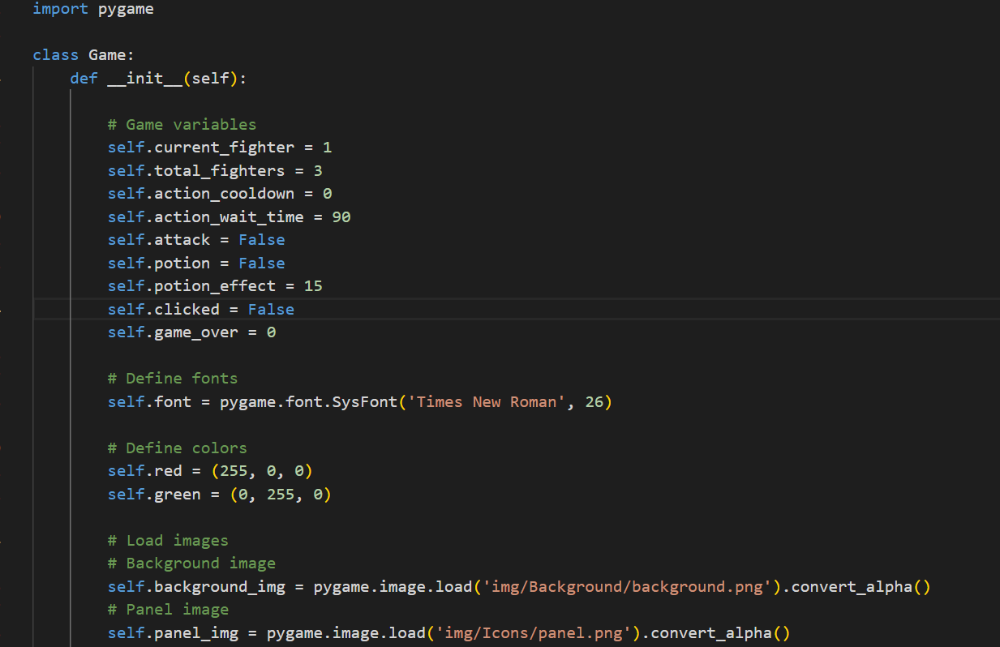 import pygame
class Game:
def __init__(self):
# Game variables
self.current_fighter = 1
self.total_fighters = 3
self.action_cooldown = 0
self.action_wait_time = 90
self.attack = False
self.potion = False
self.potion_effect = 15
self.clicked = False
self.game_over = 0
# Define fonts
self.font = pygame.font.SysFont('Times New Roman', 26)
# Define colors
self.red = (255, 0, 0)
self.green = (0, 255, 0)
# Load images
# Background image
self.background_img = pygame.image.load('img/Background/background.png').convert_alpha()
# Panel image
self.panel_img = pygame.image.load('img/Icons/panel.png').convert_alpha()